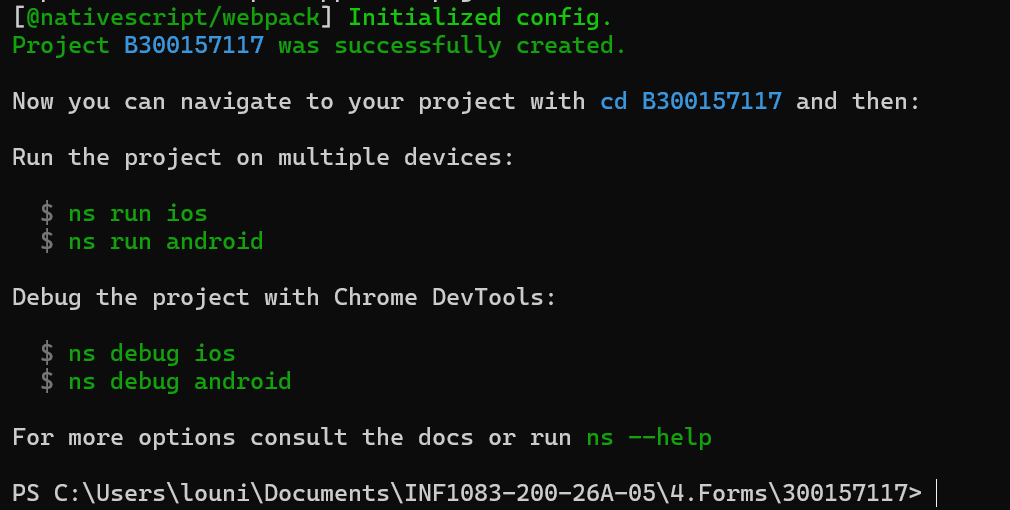 [@nativescript/webpack] Initialized config.
Project B300157117 was successfully created.
Now you can navigate to your project with cd B300157117 and then:
Run the project on multiple devices:
$ ns run ios
$ ns run android
Debug the project with Chrome DevTools:
$ ns debug ios
$ ns debug android
For more options consult the docs or run ns --help
PS C:\Users\louni\Documents\INF1083-200-26A-05\4.Forms\300157117>